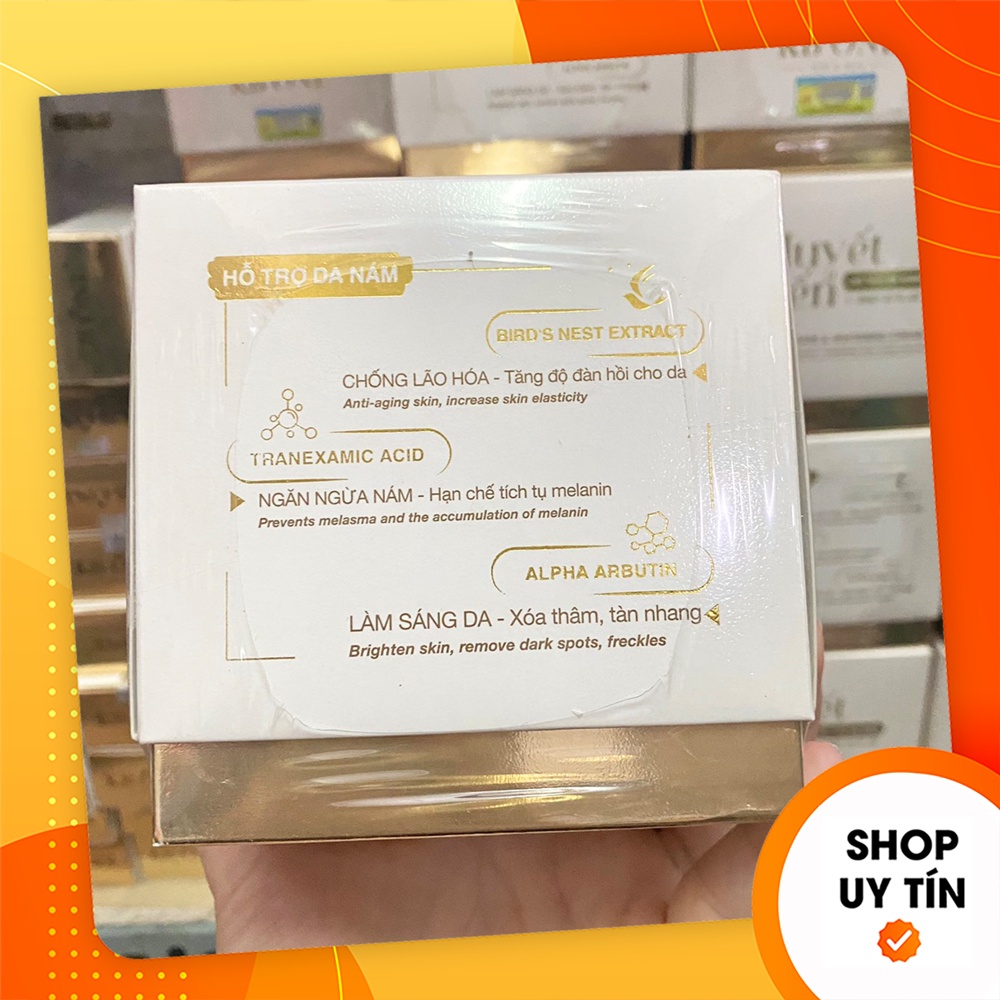 HỖ TRỢ DA NÁM
BIRD'S NEST EXTRACT
CHỐNG LÃO HÓA - Tăng độ đàn hồi cho da
Anti-aging skin, increase skin elasticity
TRANEXAMIC ACID
NGĂN NGỪA NÁM - Hạn chế tích tụ melanin
Prevents melasma and the accumulation of melanin
ALPHA ARBUTIN
LÀM SÁNG DA - Xóa thâm, tàn nhang
Brighten skin, remove dark spots, freckles
SHOP
UY TÍN